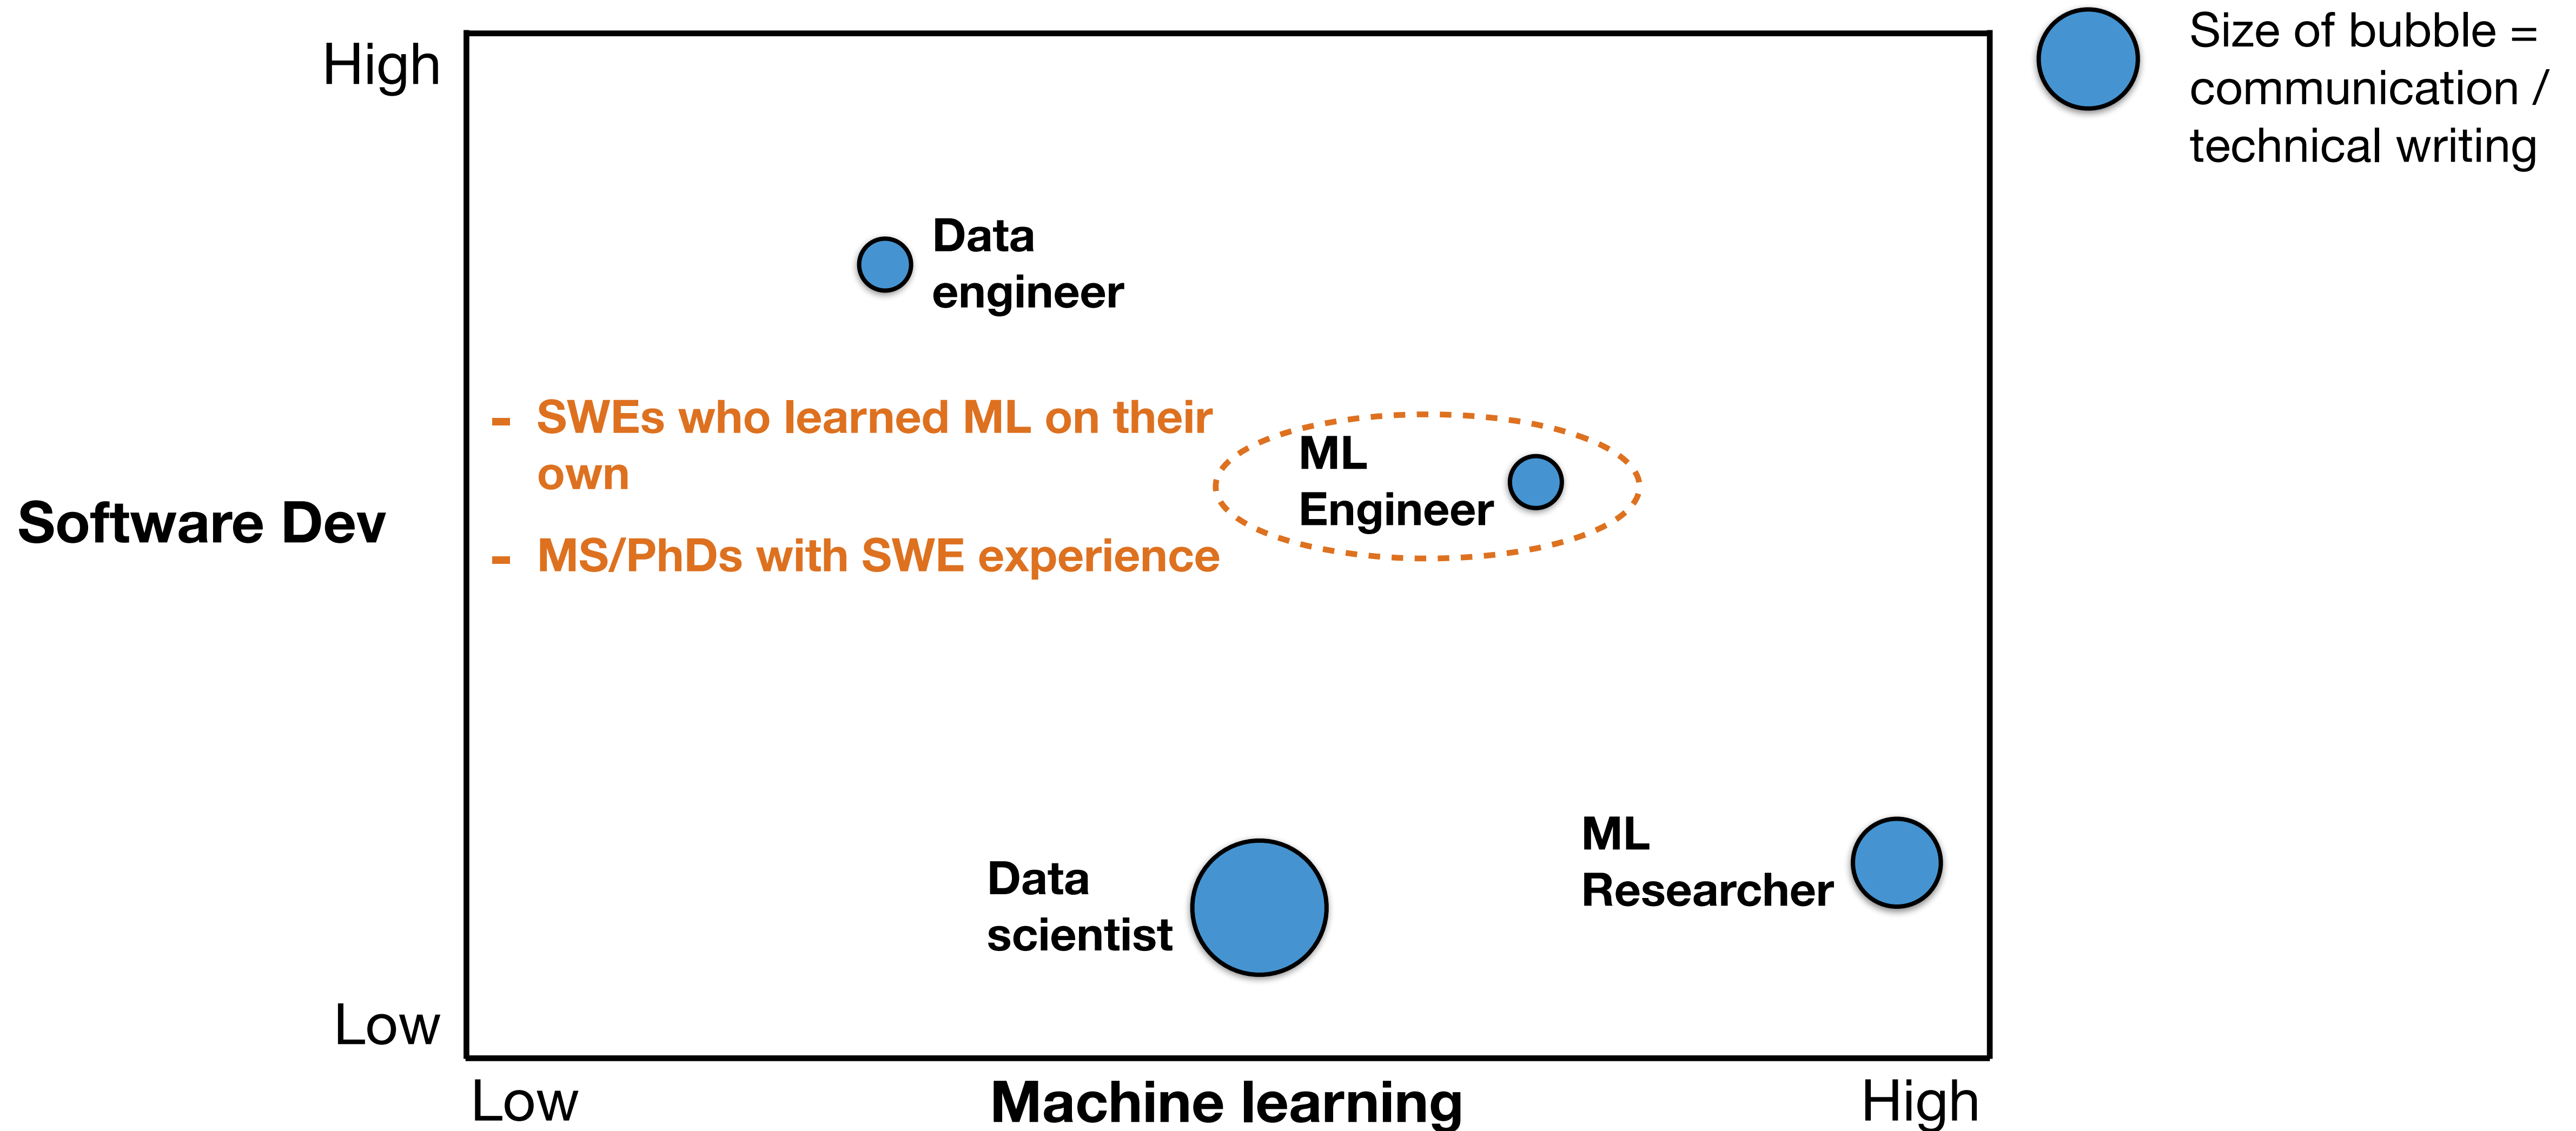 High
Size of bubble =
communication /
technical writing
Data
engineer
- SWEs who learned ML on their
own
- MS/PhDs with SWE experience
ML
Engineer
Software Dev
ML
Researcher
Data
scientist
Low
Low
Machine learning
High